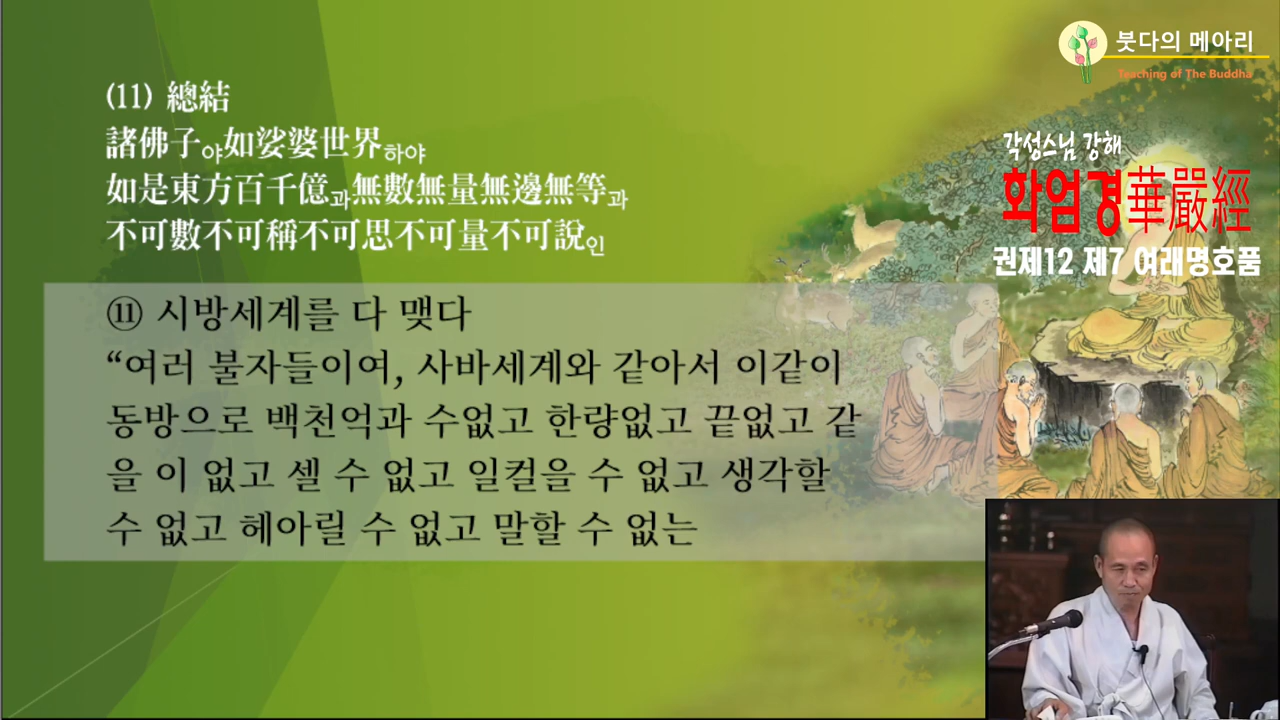 (11) 總結
諸佛子야如娑婆世界하야
如是東方百千億과無數無量無邊無等과
不可數不可稱不可思不可量不可說인
⑪ 시방세계를 다 맺다
“여러 불자들이여, 사바세계와 같아서 이같이
동방으로 백천억과 수없고 한량없고 끝없고 같
을 이 없고 셀 수 없고 일컬을 수 없고 생각할
수 없고 헤아릴 수 없고 말할 수 없는
붓다의 메아리
Teaching of The Buddha
각성스님 강해
화엄경華嚴經
권제12 제7 여래명호품